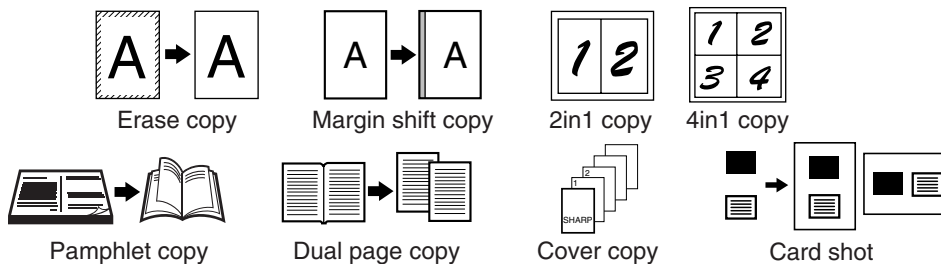 A A A A 1 2 1 2
3 4
Erase copy Margin shift copy 2in1 copy 4in1 copy
2
1
SHARP
Pamphlet copy Dual page copy Cover copy Card shot